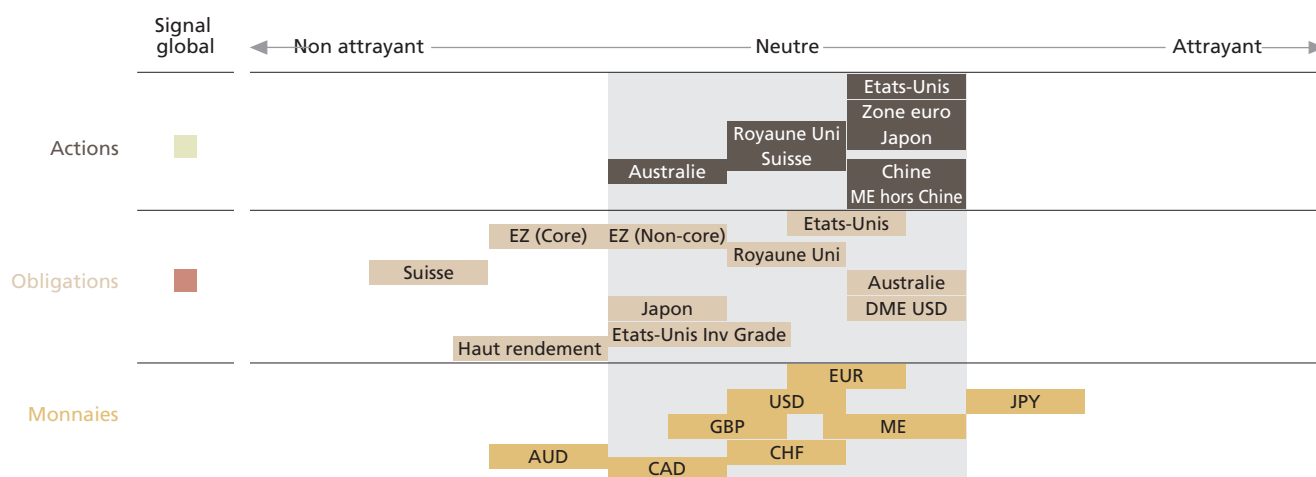 Signal
global
Non attrayant
Neutre
Attrayant
Actions
Etats-Unis
Zone euro
Japon
Royaume Uni
Suisse
Australie
Chine
ME hors Chine
Obligations
Etats-Unis
EZ (Core)
EZ (Non-core)
Royaume Uni
Suisse
Australie
Japon
DME USD
Etats-Unis Inv Grade
Haut rendement
Monnaies
EUR
USD
JPY
GBP
ME
CHF
AUD
CAD